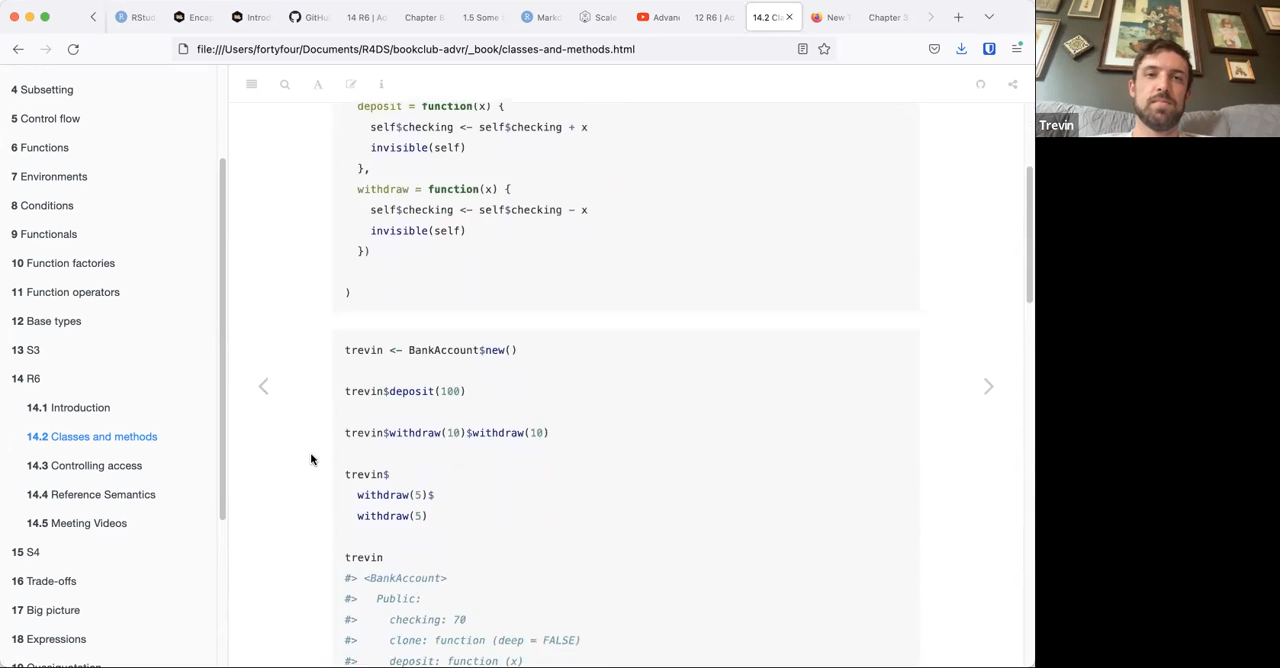 RStu
Encap
Introd
GitHu
14 R6 | Ad
Chapter 8
1.5 Some
Markd
Scale
Advan
12 R6 | Ad
14.2 Cla
New T
Chapter 3
file:///Users/fortyfour/Documents/R4DS/bookclub-advr/_book/classes-and-methods.html
Trevin
4 Subsetting
5 Control flow
6 Functions
7 Environments
8 Conditions
9 Functionals
10 Function factories
11 Function operators
12 Base types
13 S3
14 R6
14.1 Introduction
14.2 Classes and methods
14.3 Controlling access
14.4 Reference Semantics
14.5 Meeting Videos
15 S4
16 Trade-offs
17 Big picture
18 Expressions
deposit = function(x) {
self$checking <- self$checking + x
invisible(self)
},
withdraw = function(x) {
self$checking <- self$checking - x
invisible(self)
})
)
trevin <- BankAccount$new()
trevin$deposit(100)
trevin$withdraw(10)$withdraw(10)
trevin$
withdraw(5)$
withdraw(5)
trevin
#> <BankAccount>
#>   Public:
#>     checking: 70
#>     clone: function (deep = FALSE)
#>     deposit: function (x)